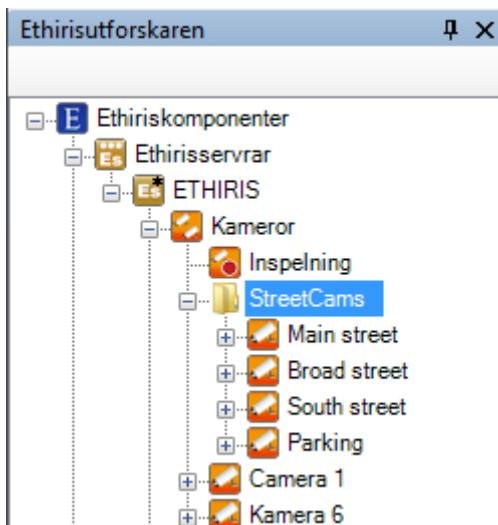 Ethirisutforskaren
Ethiriskomponenter
Ethirisservrar
ETHIRIS
Kameror
Inspelning
StreetCams
Main street
Broad street
South street
Parking
Camera 1
Kamera 6